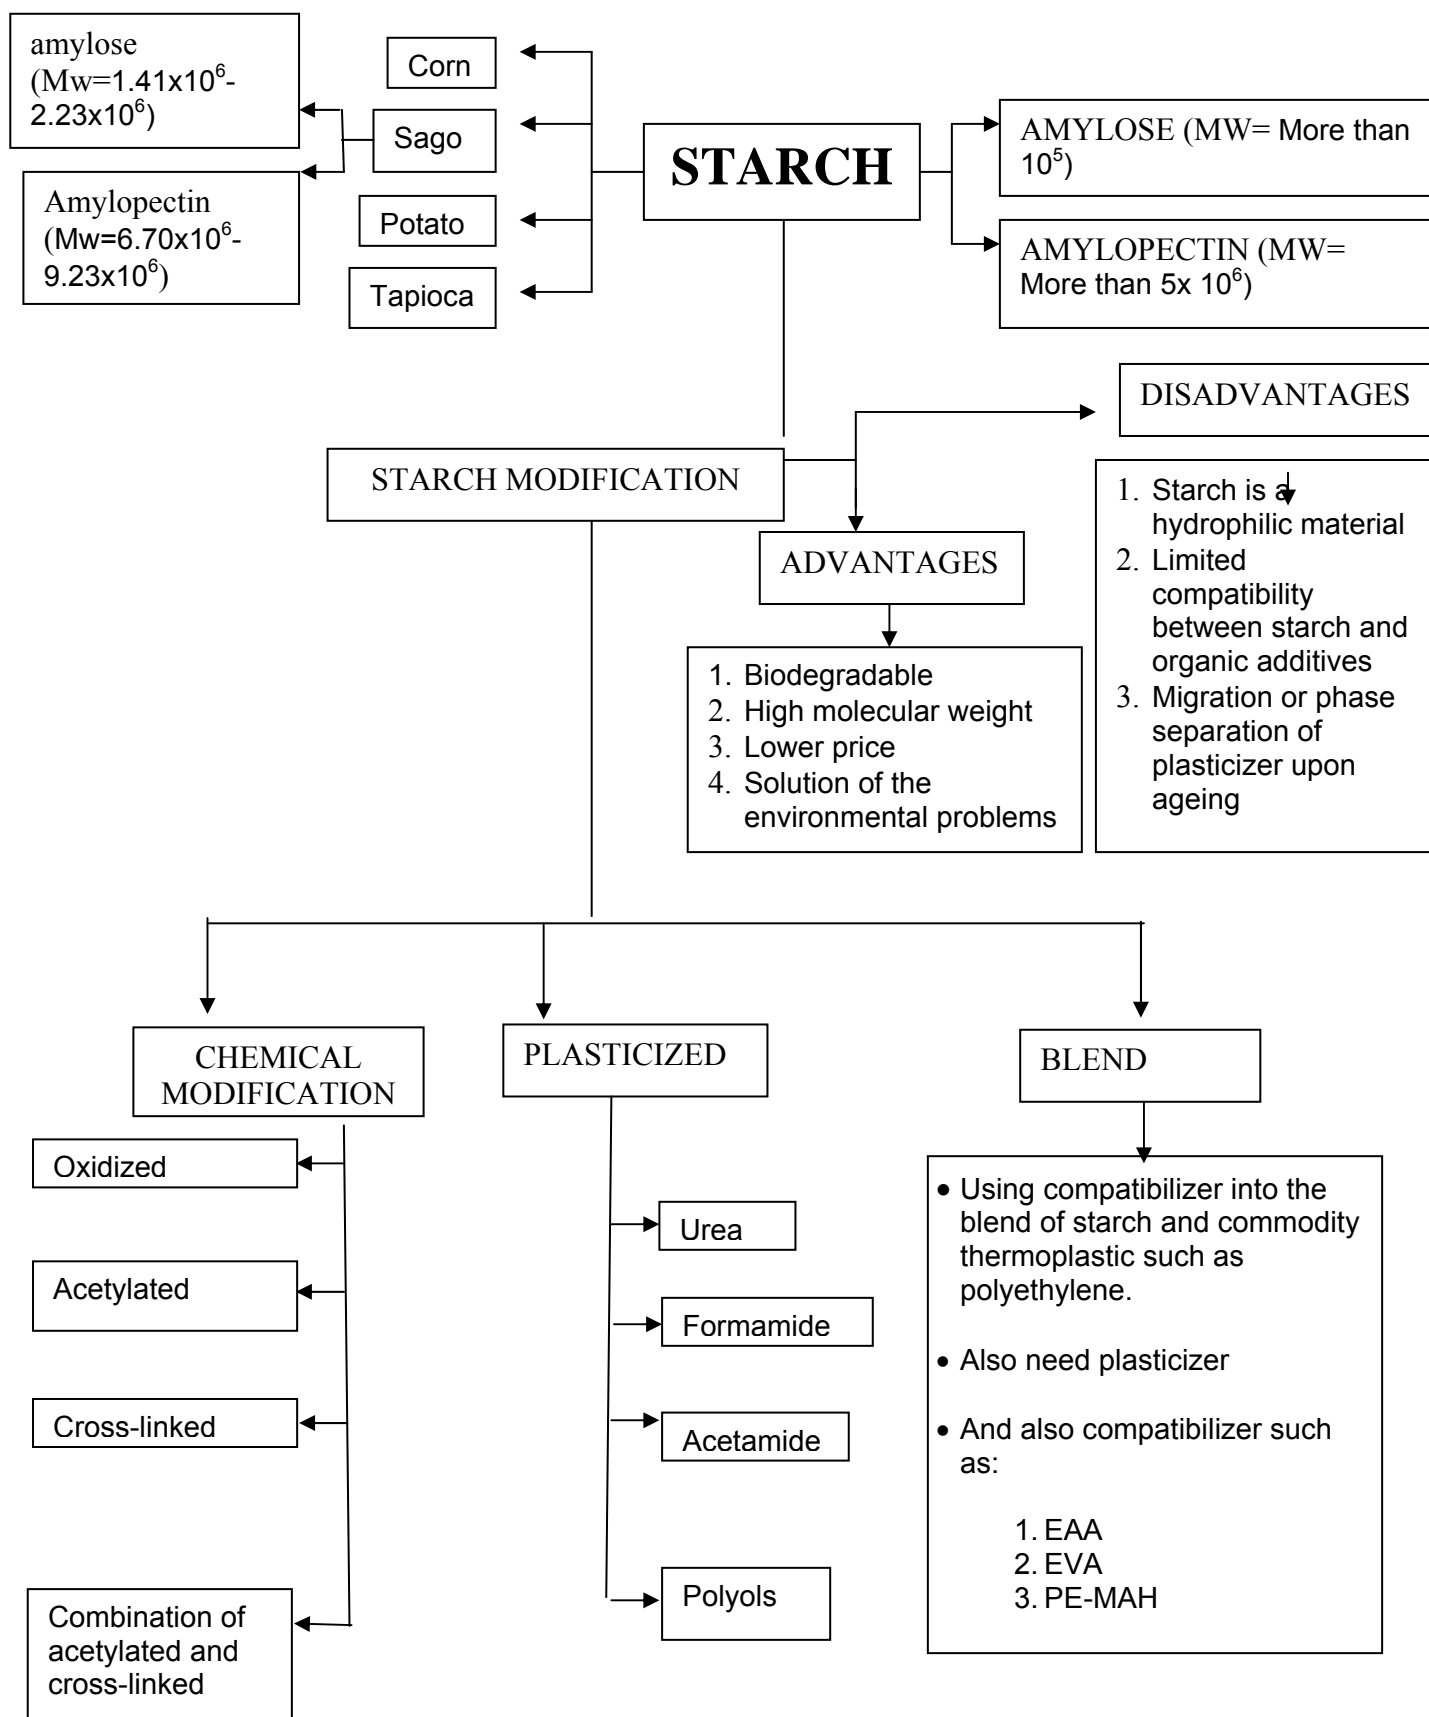 amylose
(Mw=1.41x10⁶-
2.23x10⁶)
Amylopectin
(Mw=6.70x10⁶-
9.23x10⁶)
Corn
Sago
Potato
Tapioca
STARCH
AMYLOSE (MW= More than
10⁵)
AMYLOPECTIN (MW=
More than 5x 10⁶)
STARCH MODIFICATION
DISADVANTAGES
1. Starch is a
hydrophilic material
2. Limited
compatibility
between starch and
organic additives
3. Migration or phase
separation of
plasticizer upon
ageing
ADVANTAGES
1. Biodegradable
2. High molecular weight
3. Lower price
4. Solution of the
environmental problems
CHEMICAL
MODIFICATION
Oxidized
Acetylated
Cross-linked
Combination of
acetylated and
cross-linked
PLASTICIZED
Urea
Formamide
Acetamide
Polyols
BLEND
• Using compatibilizer into the
blend of starch and commodity
thermoplastic such as
polyethylene.
• Also need plasticizer
• And also compatibilizer such
as:
1. EAA
2. EVA
3. PE-MAH